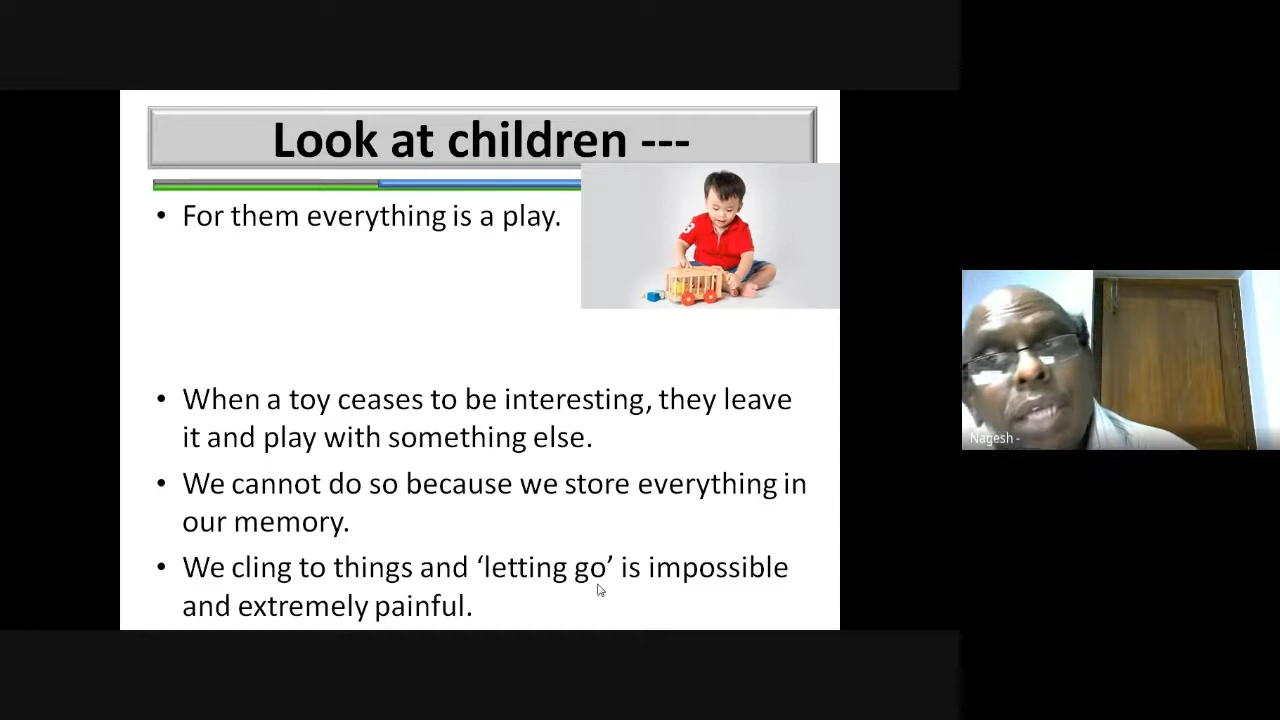 Look at children ---
• For them everything is a play.
• When a toy ceases to be interesting, they leave
it and play with something else.
• We cannot do so because we store everything in
our memory.
• We cling to things and ‘letting go’ is impossible
and extremely painful.
Nagesh -